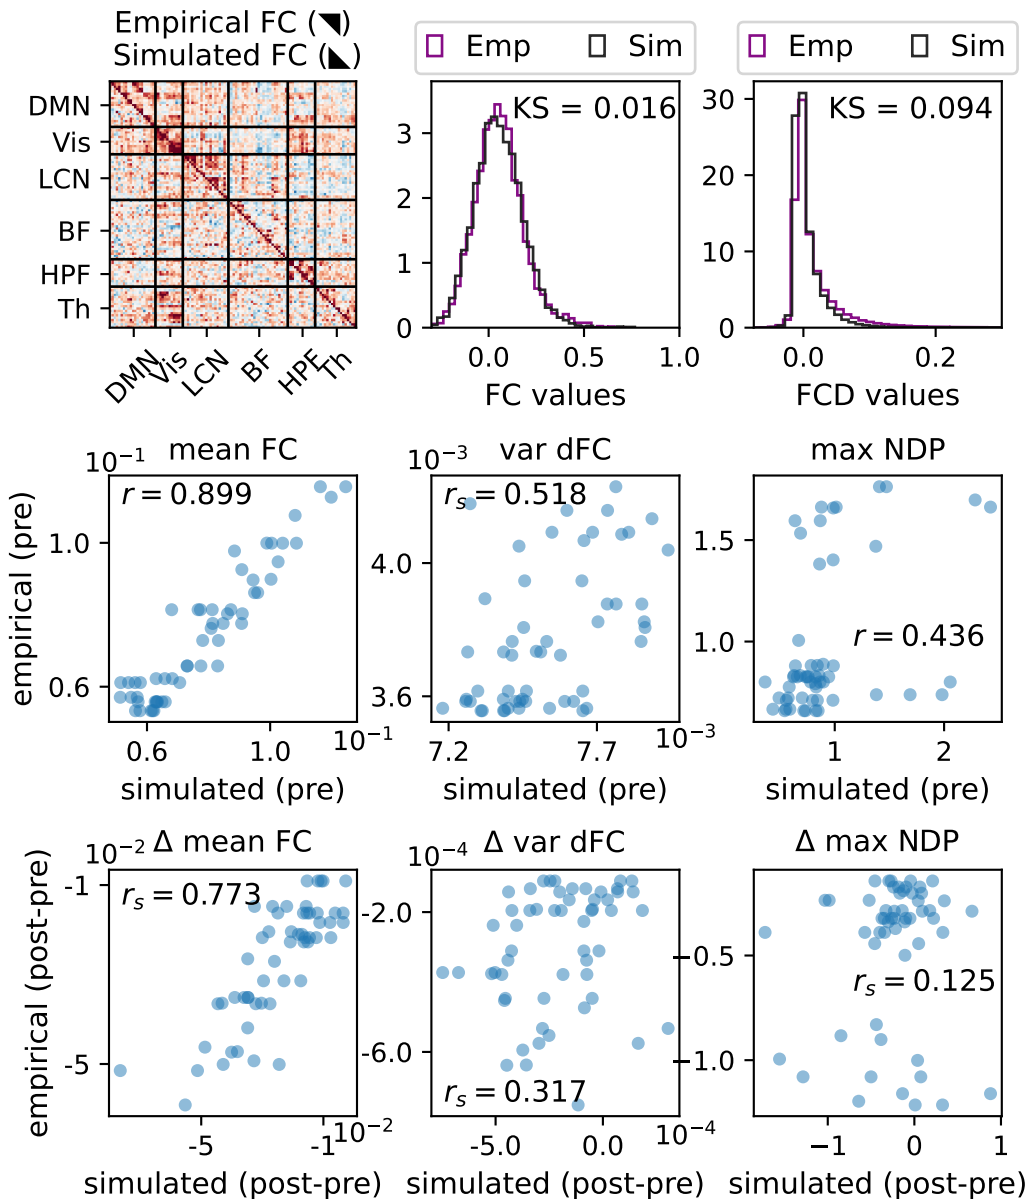 Empirical FC (◥)
Simulated FC (◣)
DMN
Vis
LCN
BF
HPF
Th
DMN Vis LCN BF HPF Th
Emp Sim
KS = 0.016
3
2
1
0
0.0 0.5 1.0
FC values
Emp Sim
KS = 0.094
30
20
10
0
0.0 0.2
FCD values
mean FC
10⁻¹
r = 0.899
1.0
0.6
empirical (pre)
0.6 1.0
10⁻¹
simulated (pre)
var dFC
10⁻³
rₛ = 0.518
4.0
3.6
7.2 7.7
10⁻³
simulated (pre)
max NDP
1.5
1.0
r = 0.436
1 2
simulated (pre)
Δ mean FC
10⁻²
rₛ = 0.773
-1
-5
empirical (post-pre)
-5 -1
10⁻²
simulated (post-pre)
Δ var dFC
10⁻⁴
-2.0
-6.0
rₛ = 0.317
-5.0 0.0
10⁻⁴
simulated (post-pre)
Δ max NDP
−0.5
−1.0
rₛ = 0.125
−1 0 1
simulated (post-pre)